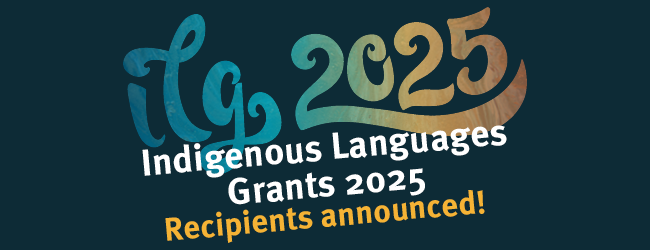 ilg 2025
Indigenous Languages
Grants 2025
Recipients announced!